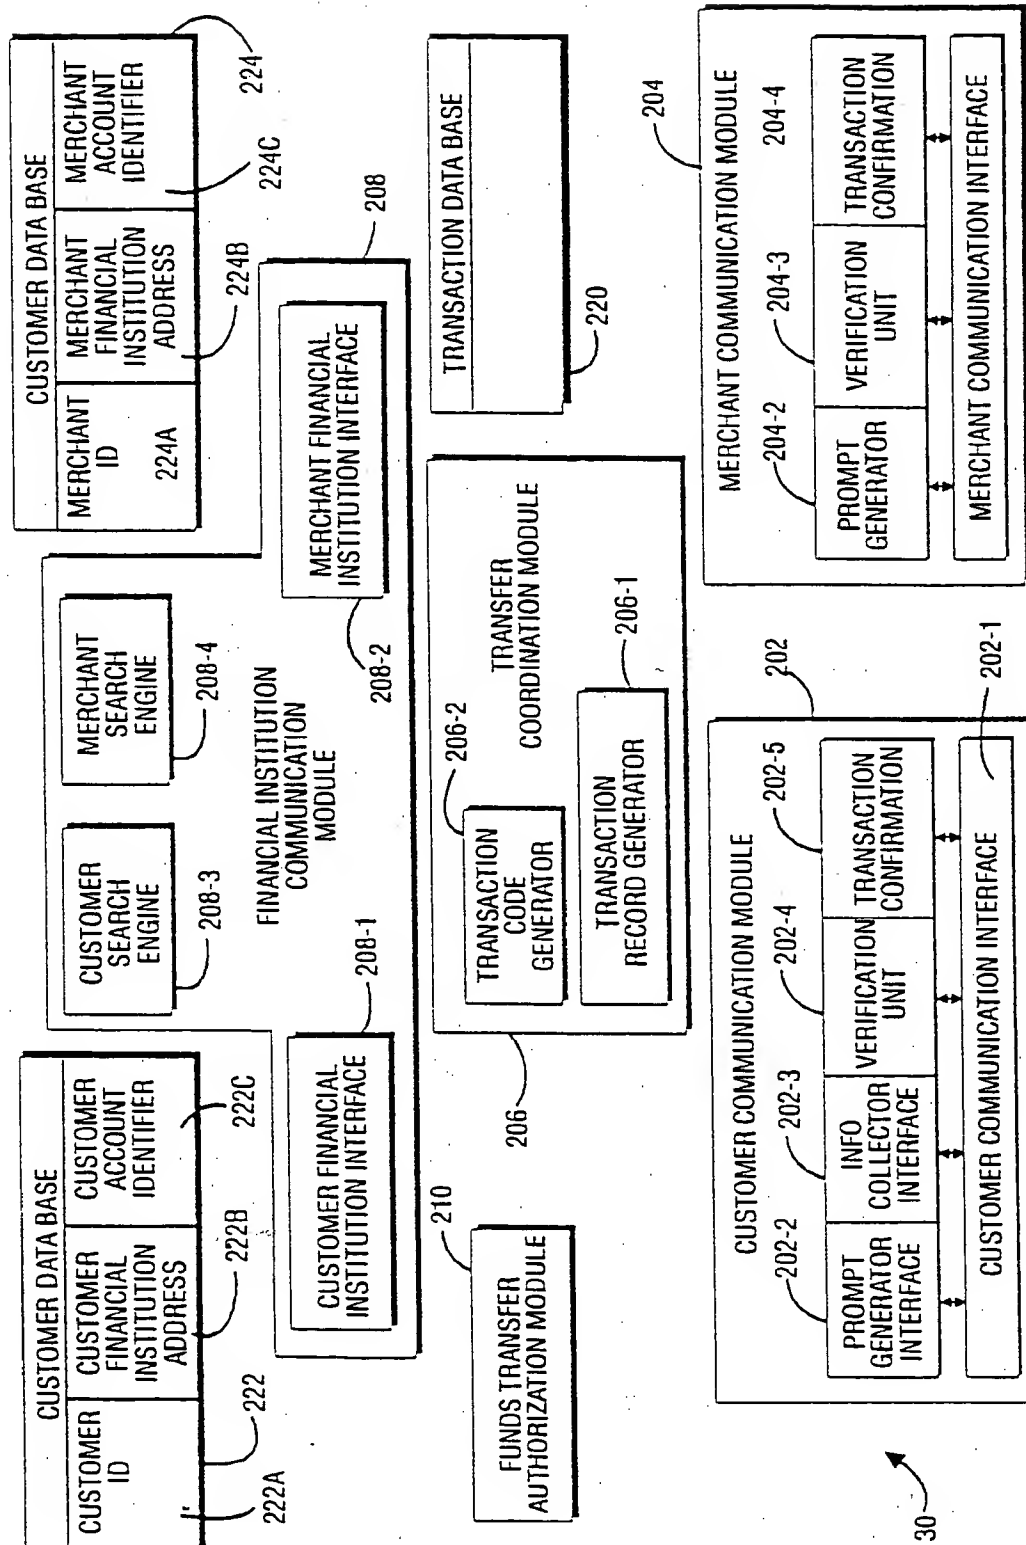 CUSTOMER DATA BASE
CUSTOMER
ID
CUSTOMER
FINANCIAL
INSTITUTION
ADDRESS
CUSTOMER
ACCOUNT
IDENTIFIER
222A
222
222B
222C
CUSTOMER DATA BASE
MERCHANT
ID
224A
MERCHANT
FINANCIAL
INSTITUTION
ADDRESS
224B
MERCHANT
ACCOUNT
IDENTIFIER
224C
224
CUSTOMER
SEARCH
ENGINE
208-3
MERCHANT
SEARCH
ENGINE
208-4
FINANCIAL INSTITUTION
COMMUNICATION
MODULE
CUSTOMER FINANCIAL
INSTITUTION INTERFACE
208-1
MERCHANT FINANCIAL
INSTITUTION INTERFACE
208-2
208
210
FUNDS TRANSFER
AUTHORIZATION MODULE
206
TRANSACTION
CODE
GENERATOR
206-2
TRANSFER
COORDINATION MODULE
TRANSACTION
RECORD GENERATOR
206-1
TRANSACTION DATA BASE
220
CUSTOMER COMMUNICATION MODULE
202
202-2
202-3
202-4
202-5
PROMPT
GENERATOR
INTERFACE
INFO
COLLECTOR
INTERFACE
VERIFICATION
UNIT
TRANSACTION
CONFIRMATION
CUSTOMER COMMUNICATION INTERFACE
202-1
MERCHANT COMMUNICATION MODULE
204
204-2
204-3
204-4
PROMPT
GENERATOR
VERIFICATION
UNIT
TRANSACTION
CONFIRMATION
MERCHANT COMMUNICATION INTERFACE
30